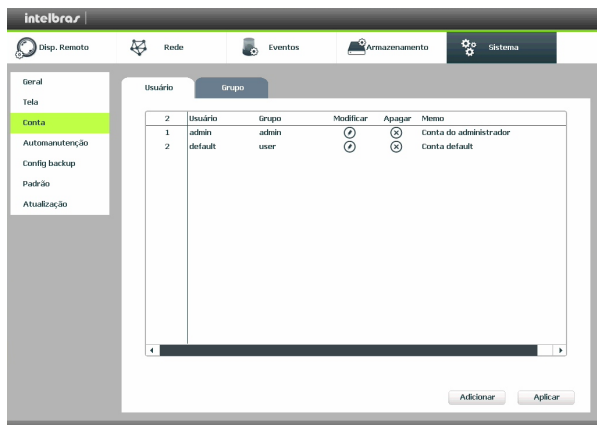 intelbras
Disp. Remoto Rede Eventos Armazenamento Sistema
Geral
Tela
Conta
Automanutenção
Config backup
Padrão
Atualização
Usuário Grupo
2 Usuário Grupo Modificar Apagar Memo
1 admin admin Conta do administrador
2 default user Conta default
Adicionar Aplicar